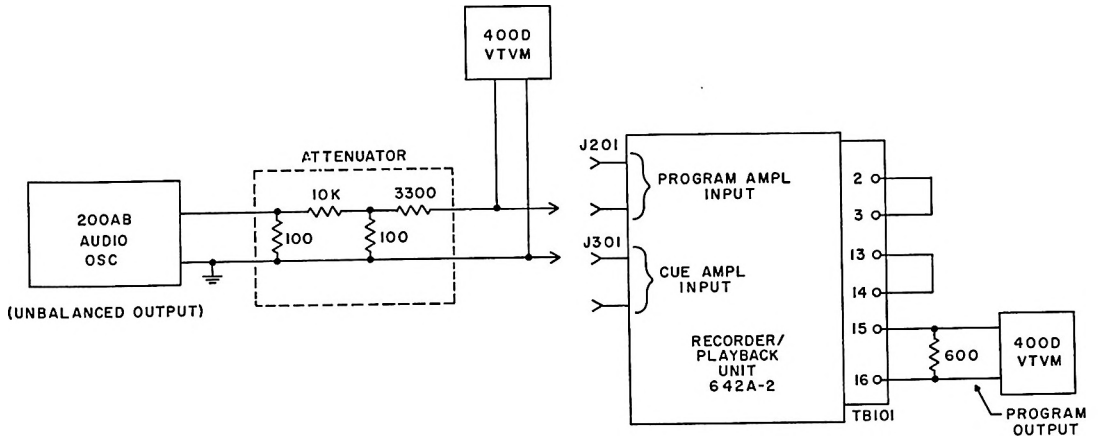 400D
VTVM
ATTENUATOR
10K
3300
100
100
200AB
AUDIO
OSC
(UNBALANCED OUTPUT)
J201
PROGRAM AMPL
INPUT
J301
CUE AMPL
INPUT
RECORDER/
PLAYBACK
UNIT
642A-2
2
3
13
14
15
16
TB101
600
400D
VTVM
PROGRAM
OUTPUT